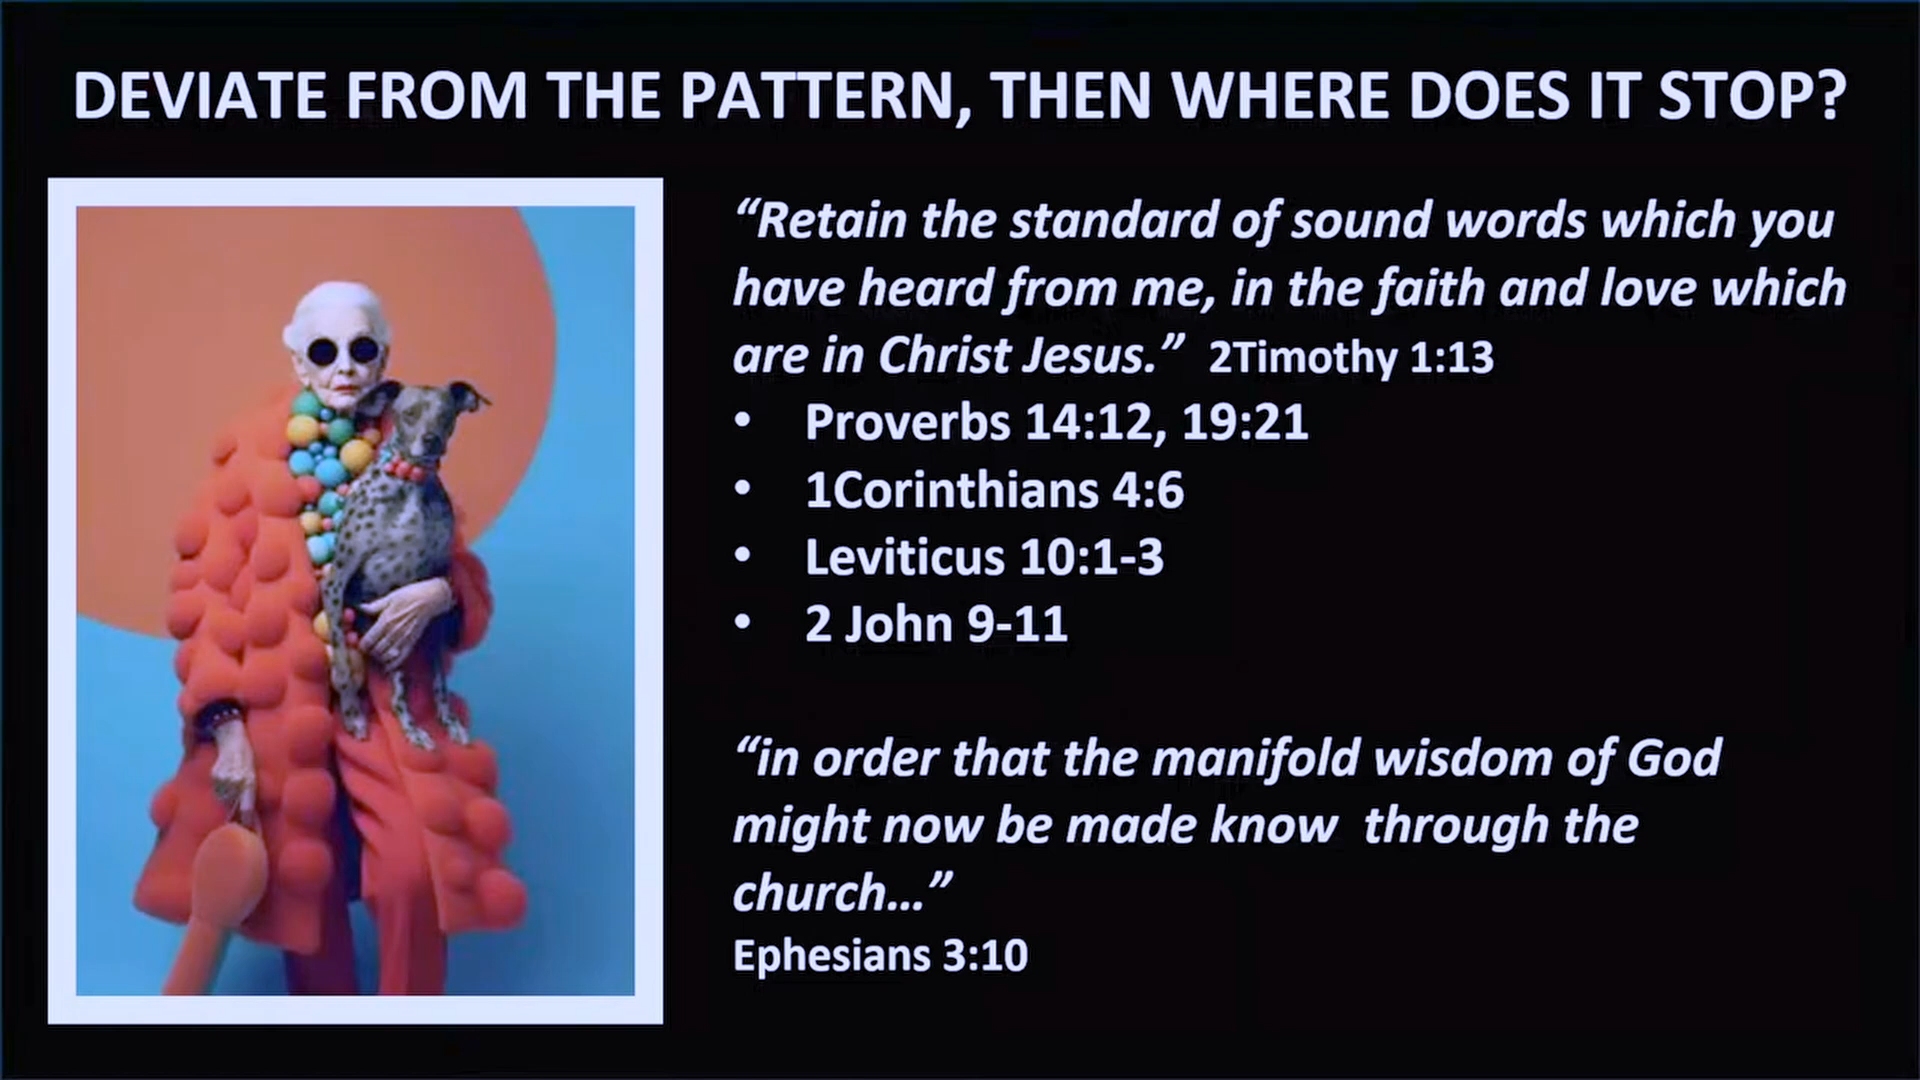 DEVIATE FROM THE PATTERN, THEN WHERE DOES IT STOP?
“Retain the standard of sound words which you
have heard from me, in the faith and love which
are in Christ Jesus.” 2Timothy 1:13
• Proverbs 14:12, 19:21
• 1Corinthians 4:6
• Leviticus 10:1-3
• 2 John 9-11
“in order that the manifold wisdom of God
might now be made know through the
church…”
Ephesians 3:10